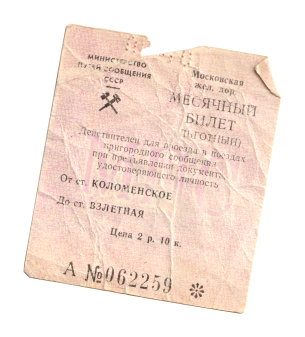 МИНИСТЕРСТВО
ПУТЕЙ СООБЩЕНИЯ
СССР
Московская
жел. дор.
МЕСЯЧНЫЙ
БИЛЕТ
(ЛЬГОТНЫЙ)
Действителен для проезда в поездах
пригородного сообщения
при предъявлении документа,
удостоверяющего личность
От ст. КОЛОМЕНСКОЕ
До ст. ВЗЛЕТНАЯ
Цена 2 р. 10 к.
А №062259